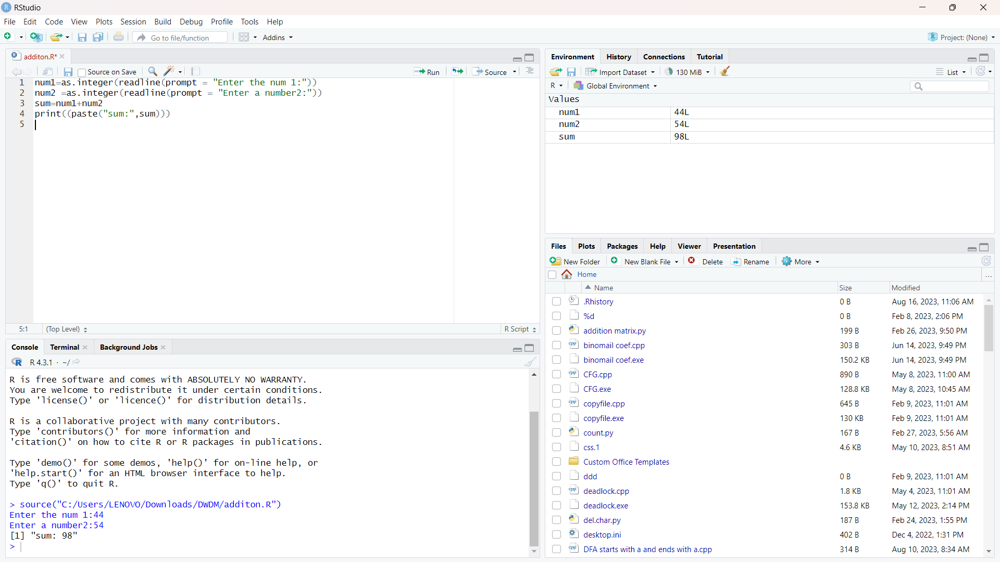 RStudio
File Edit Code View Plots Session Build Debug Profile Tools Help
Go to file/function Addins Project: (None)
additon.R*
Source on Save Run Source
1 num1=as.integer(readline(prompt = "Enter the num 1:"))
2 num2 =as.integer(readline(prompt = "Enter a number2:"))
3 sum=num1+num2
4 print((paste("sum:",sum)))
5
5:1 (Top Level) R Script
Console Terminal Background Jobs
R 4.3.1 · ~/
R is free software and comes with ABSOLUTELY NO WARRANTY.
You are welcome to redistribute it under certain conditions.
Type 'license()' or 'licence()' for distribution details.
R is a collaborative project with many contributors.
Type 'contributors()' for more information and
'citation()' on how to cite R or R packages in publications.
Type 'demo()' for some demos, 'help()' for on-line help, or
'help.start()' for an HTML browser interface to help.
Type 'q()' to quit R.
> source("C:/Users/LENOVO/Downloads/DWDM/additon.R")
Enter the num 1:44
Enter a number2:54
[1] "sum: 98"
>
Environment History Connections Tutorial
Import Dataset 130 MiB List
R Global Environment
Values
num1 44L
num2 54L
sum 98L
Files Plots Packages Help Viewer Presentation
New Folder New Blank File Delete Rename More
Home ...
Name Size Modified
.Rhistory 0 B Aug 16, 2023, 11:06 AM
%d 0 B Feb 8, 2023, 2:06 PM
addition matrix.py 199 B Feb 26, 2023, 9:50 PM
binomail coef.cpp 303 B Jun 14, 2023, 9:49 PM
binomail coef.exe 150.2 KB Jun 14, 2023, 9:49 PM
CFG.cpp 890 B May 8, 2023, 11:00 AM
CFG.exe 128.8 KB May 8, 2023, 10:45 AM
copyfile.cpp 645 B Feb 9, 2023, 11:01 AM
copyfile.exe 130 KB Feb 9, 2023, 11:01 AM
count.py 167 B Feb 27, 2023, 5:56 AM
css.1 4.6 KB May 10, 2023, 8:51 AM
Custom Office Templates
ddd 0 B Feb 9, 2023, 11:01 AM
deadlock.cpp 1.8 KB May 4, 2023, 11:01 AM
deadlock.exe 153.8 KB May 12, 2023, 2:14 PM
del.char.py 187 B Feb 24, 2023, 1:55 PM
desktop.ini 402 B Dec 4, 2022, 1:31 PM
DFA starts with a and ends with a.cpp 314 B Aug 10, 2023, 8:34 AM